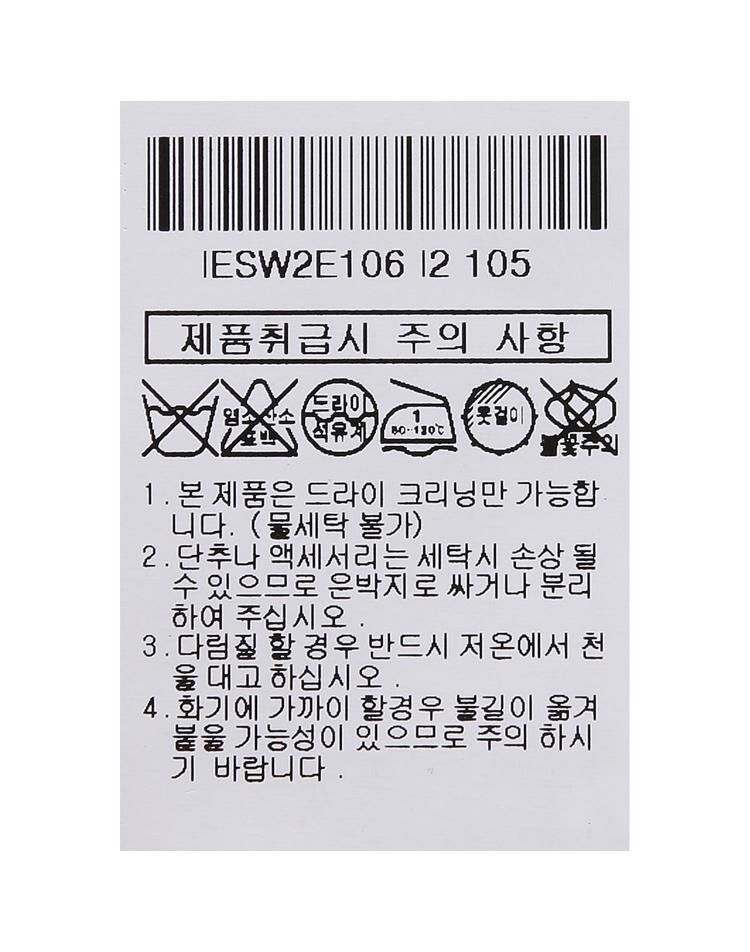 IESW2E106 I2 105
제품취급시 주의 사항
염소산소 표백
드라이 석유계
1 80~120℃
옷걸이
불꽃주의
1.본 제품은 드라이 크리닝만 가능합
니다. (물세탁 불가)
2.단추나 액세서리는 세탁시 손상 될
수 있으므로 은박지로 싸거나 분리
하여 주십시오 .
3.다림질 할 경우 반드시 저온에서 천
을 대고 하십시오 .
4.화기에 가까이 할경우 불길이 옮겨
붙을 가능성이 있으므로 주의 하시
기 바랍니다 .